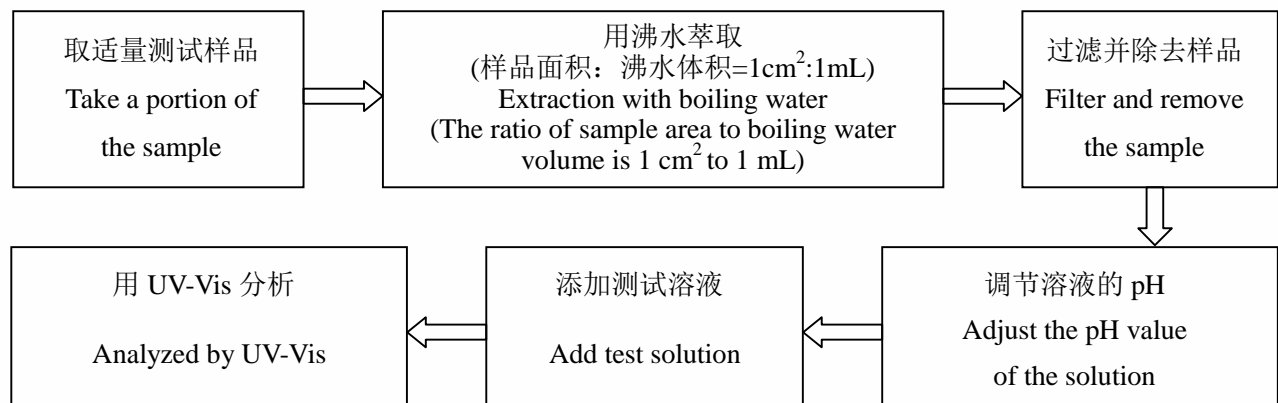 取适量测试样品
Take a portion of
the sample
用沸水萃取
(样品面积：沸水体积=1cm²:1mL)
Extraction with boiling water
(The ratio of sample area to boiling water
volume is 1 cm² to 1 mL)
过滤并除去样品
Filter and remove
the sample
调节溶液的 pH
Adjust the pH value
of the solution
添加测试溶液
Add test solution
用 UV-Vis 分析
Analyzed by UV-Vis